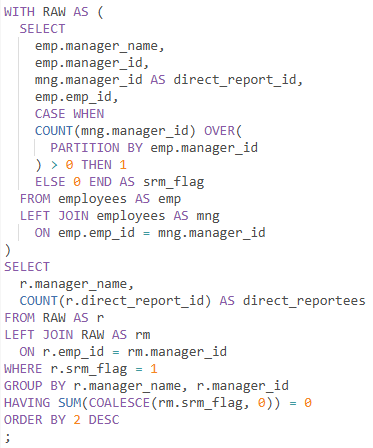 WITH RAW AS (
  SELECT
    emp.manager_name,
    emp.manager_id,
    mng.manager_id AS direct_report_id,
    emp.emp_id,
    CASE WHEN
    COUNT(mng.manager_id) OVER(
      PARTITION BY emp.manager_id
    ) > 0 THEN 1
    ELSE 0 END AS srm_flag
  FROM employees AS emp
  LEFT JOIN employees AS mng
    ON emp.emp_id = mng.manager_id
)
SELECT
  r.manager_name,
  COUNT(r.direct_report_id) AS direct_reportees
FROM RAW AS r
LEFT JOIN RAW AS rm
  ON r.emp_id = rm.manager_id
WHERE r.srm_flag = 1
GROUP BY r.manager_name, r.manager_id
HAVING SUM(COALESCE(rm.srm_flag, 0)) = 0
ORDER BY 2 DESC
;